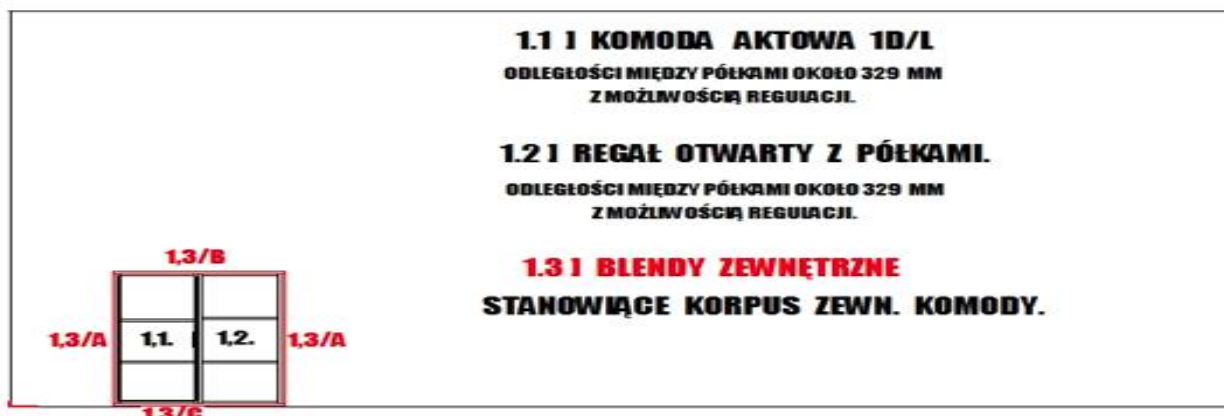 1.1 ] KOMODA AKTOWA 1D/L
ODLEGŁOŚCI MIĘDZY PÓŁKAMI OKOŁO 329 MM
Z MOŻLIWOŚCIĄ REGULACJI.
1.2 ] REGAŁ OTWARTY Z PÓŁKAMI.
ODLEGŁOŚCI MIĘDZY PÓŁKAMI OKOŁO 329 MM
Z MOŻLIWOŚCIĄ REGULACJI.
1.3 ] BLENDY ZEWNĘTRZNE
STANOWIĄCE KORPUS ZEWN. KOMODY.
1,3/B
1,3/A
1,1.
1,2.
1,3/A
1,3/C